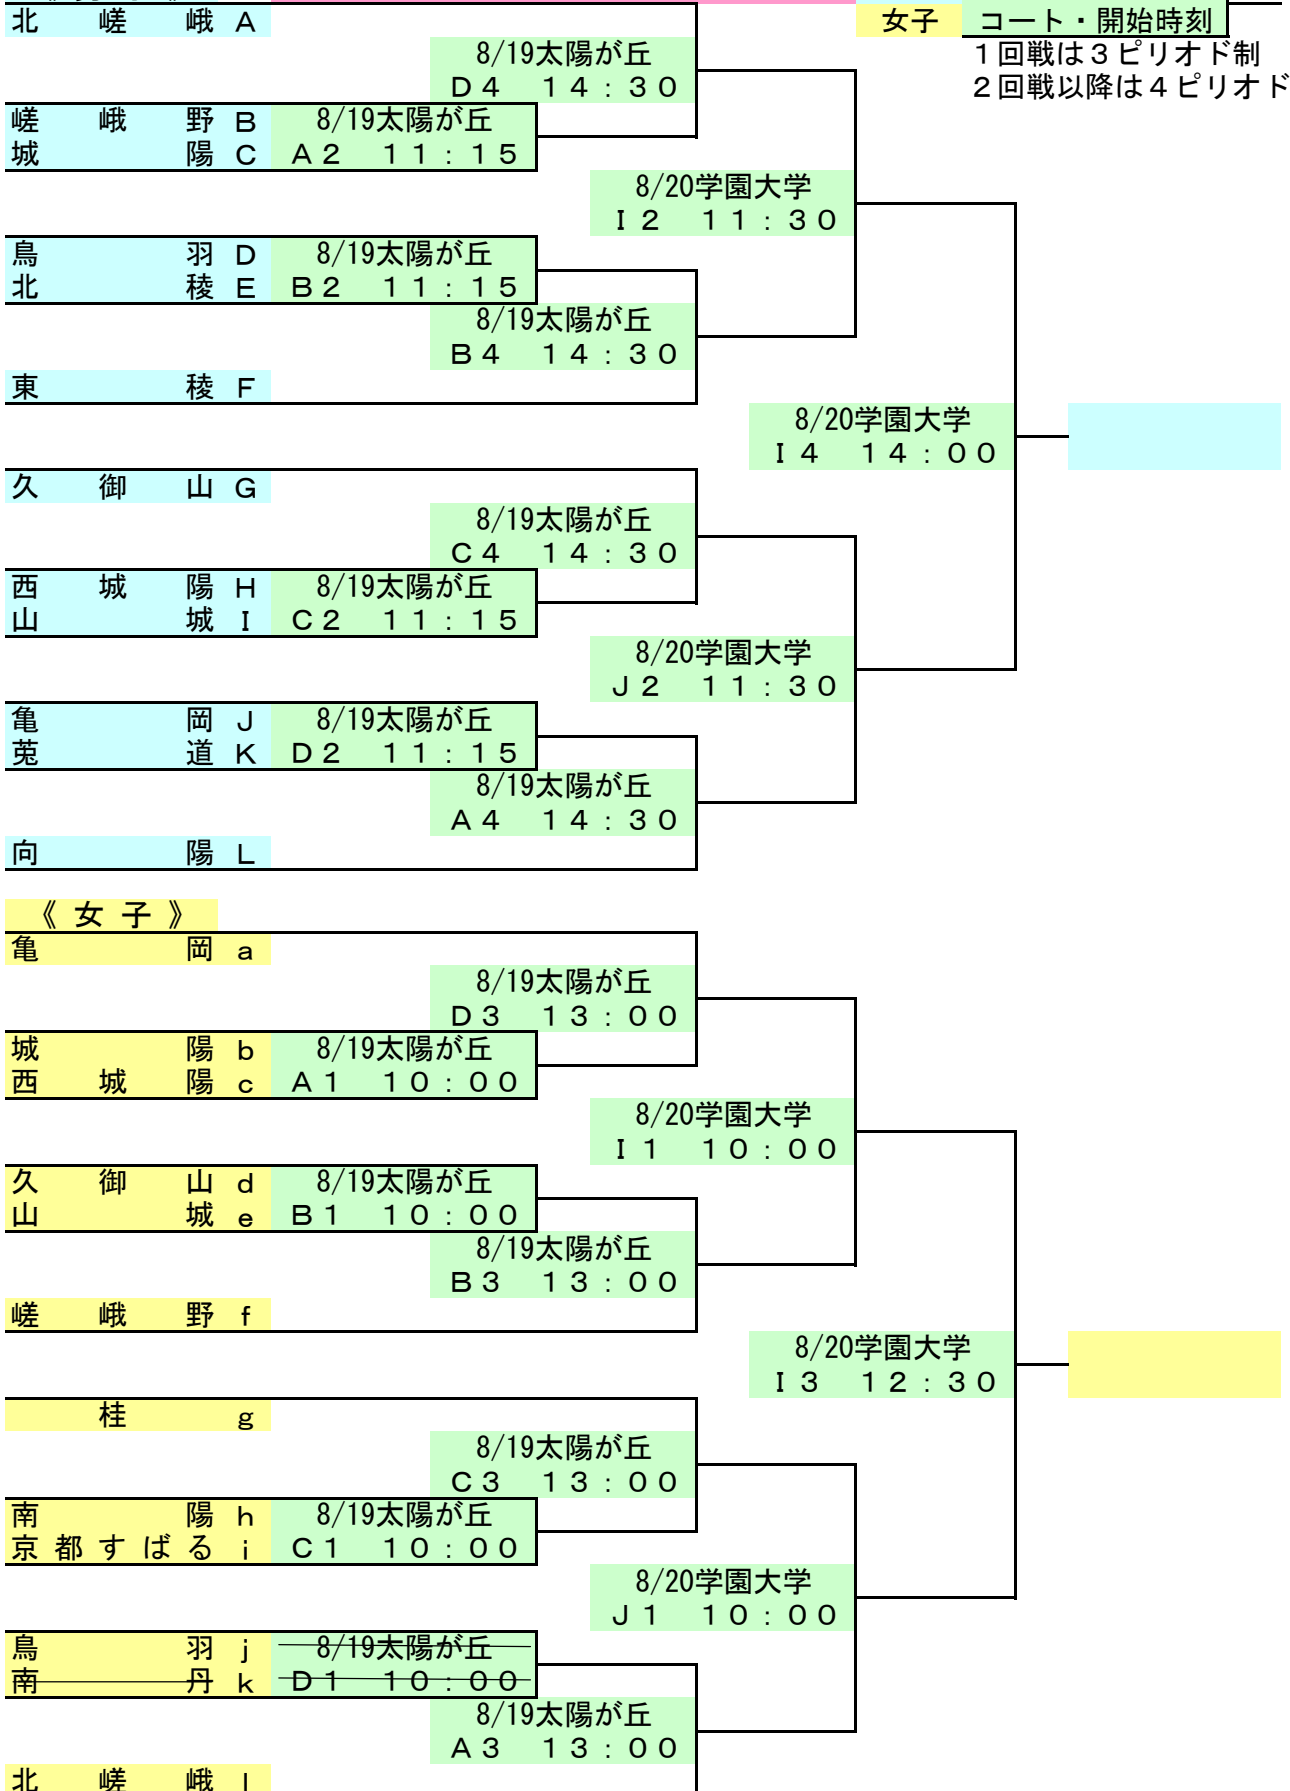 北嵯峨 A
女子 コート・開始時刻
1回戦は3ピリオド制
2回戦以降は4ピリオド
8/19太陽が丘
D4 14:30
嵯峨野 B 8/19太陽が丘
城陽 C A2 11:15
8/20学園大学
I2 11:30
鳥羽 D 8/19太陽が丘
北稜 E B2 11:15
8/19太陽が丘
B4 14:30
東稜 F
8/20学園大学
I4 14:00
久御山 G
8/19太陽が丘
C4 14:30
西城陽 H 8/19太陽が丘
山城 I C2 11:15
8/20学園大学
J2 11:30
亀岡 J 8/19太陽が丘
莵道 K D2 11:15
8/19太陽が丘
A4 14:30
向陽 L
《女子》
亀岡 a
8/19太陽が丘
D3 13:00
城陽 b 8/19太陽が丘
西城陽 c A1 10:00
8/20学園大学
I1 10:00
久御山 d 8/19太陽が丘
山城 e B1 10:00
8/19太陽が丘
B3 13:00
嵯峨野 f
8/20学園大学
I3 12:30
桂 g
8/19太陽が丘
C3 13:00
南陽 h 8/19太陽が丘
京都すばる i C1 10:00
8/20学園大学
J1 10:00
鳥羽 j 8/19太陽が丘
南丹 k D1 10:00
8/19太陽が丘
A3 13:00
北嵯峨 l